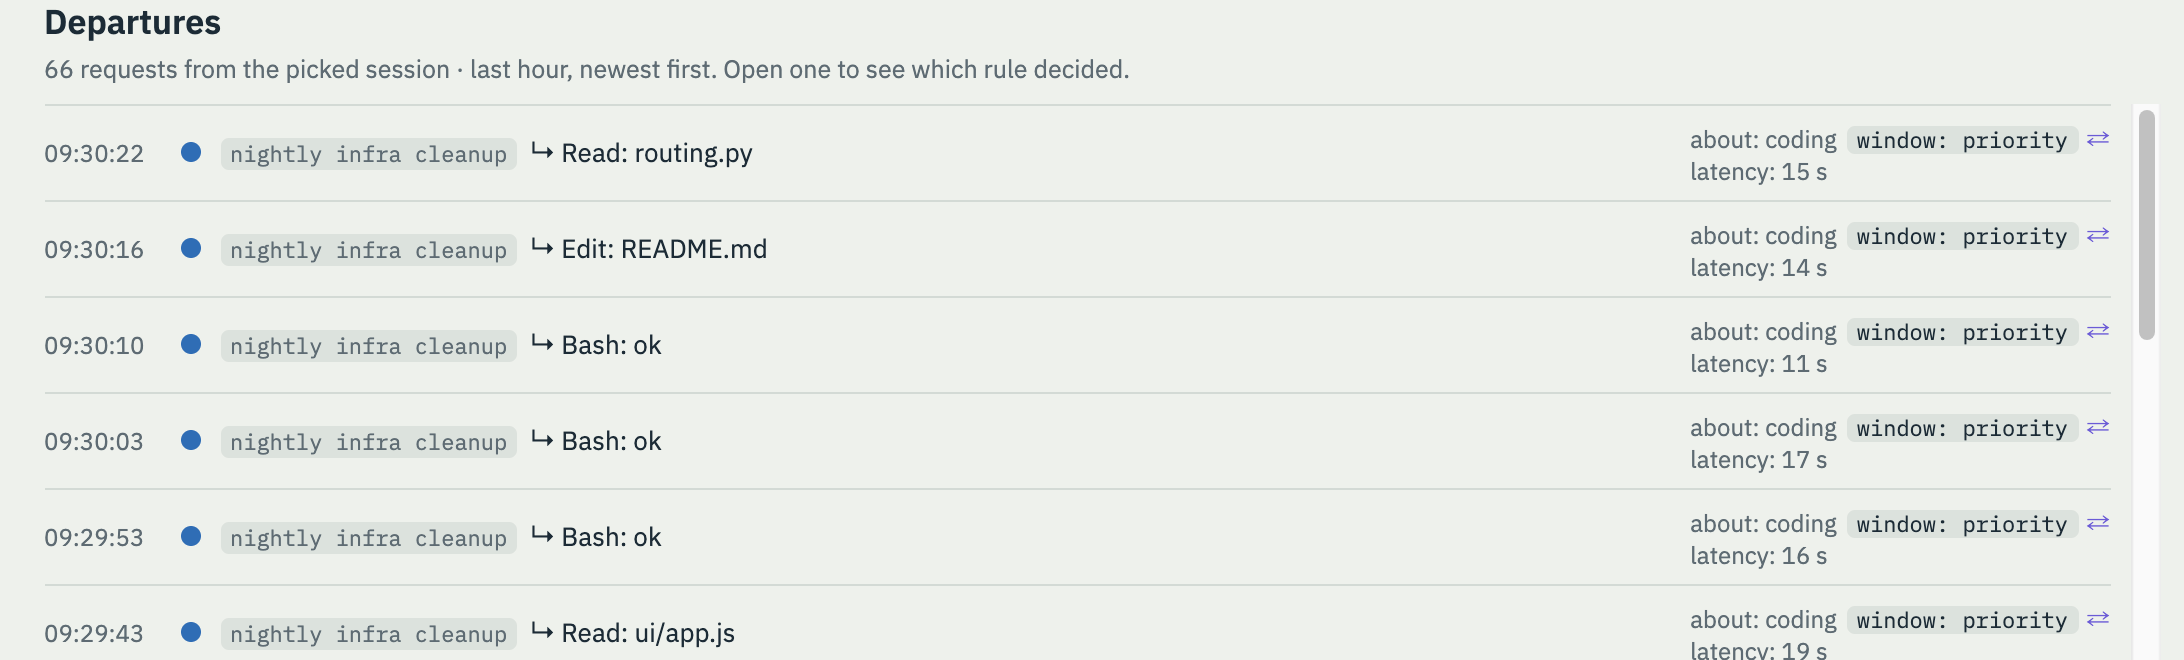 Departures
66 requests from the picked session · last hour, newest first. Open one to see which rule decided.
09:30:22 nightly infra cleanup ↳ Read: routing.py about: coding window: priority ⇄
latency: 15 s
09:30:16 nightly infra cleanup ↳ Edit: README.md about: coding window: priority ⇄
latency: 14 s
09:30:10 nightly infra cleanup ↳ Bash: ok about: coding window: priority ⇄
latency: 11 s
09:30:03 nightly infra cleanup ↳ Bash: ok about: coding window: priority ⇄
latency: 17 s
09:29:53 nightly infra cleanup ↳ Bash: ok about: coding window: priority ⇄
latency: 16 s
09:29:43 nightly infra cleanup ↳ Read: ui/app.js about: coding window: priority ⇄
latency: 19 s